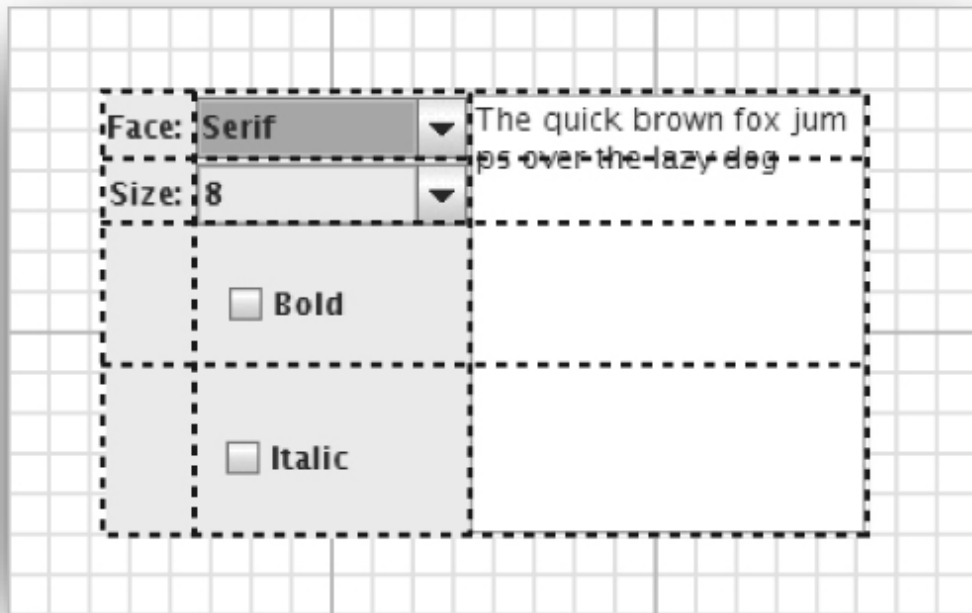 Face: Serif
The quick brown fox jum
ps over the lazy dog
Size: 8
Bold
Italic